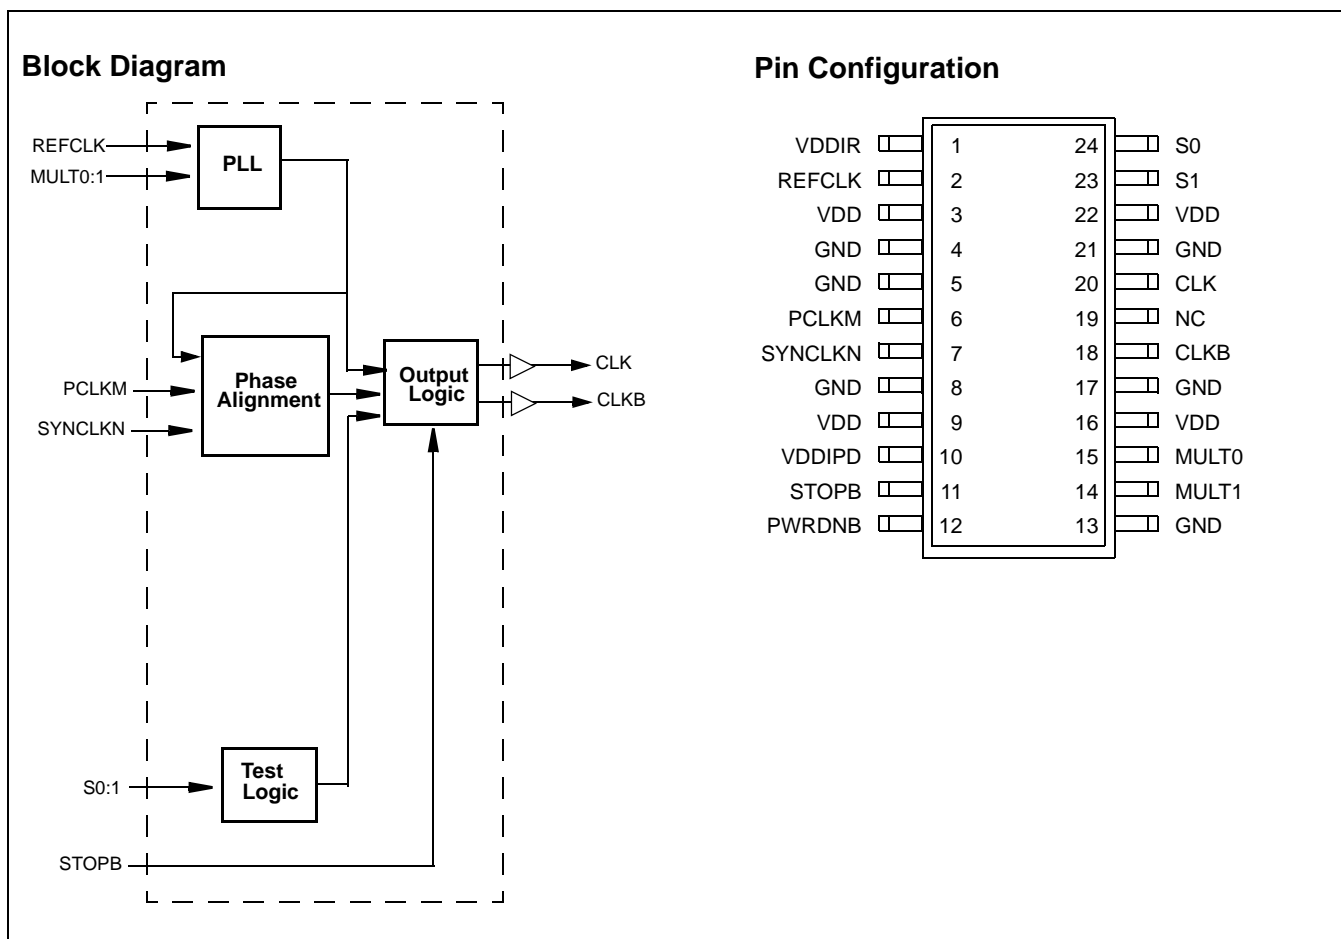 Block Diagram
REFCLK
MULT0:1
PLL
PCLKM
SYNCLKN
Phase
Alignment
Output
Logic
CLK
CLKB
S0:1
Test
Logic
STOPB
Pin Configuration
VDDIR 1 24 S0
REFCLK 2 23 S1
VDD 3 22 VDD
GND 4 21 GND
GND 5 20 CLK
PCLKM 6 19 NC
SYNCLKN 7 18 CLKB
GND 8 17 GND
VDD 9 16 VDD
VDDIPD 10 15 MULT0
STOPB 11 14 MULT1
PWRDNB 12 13 GND